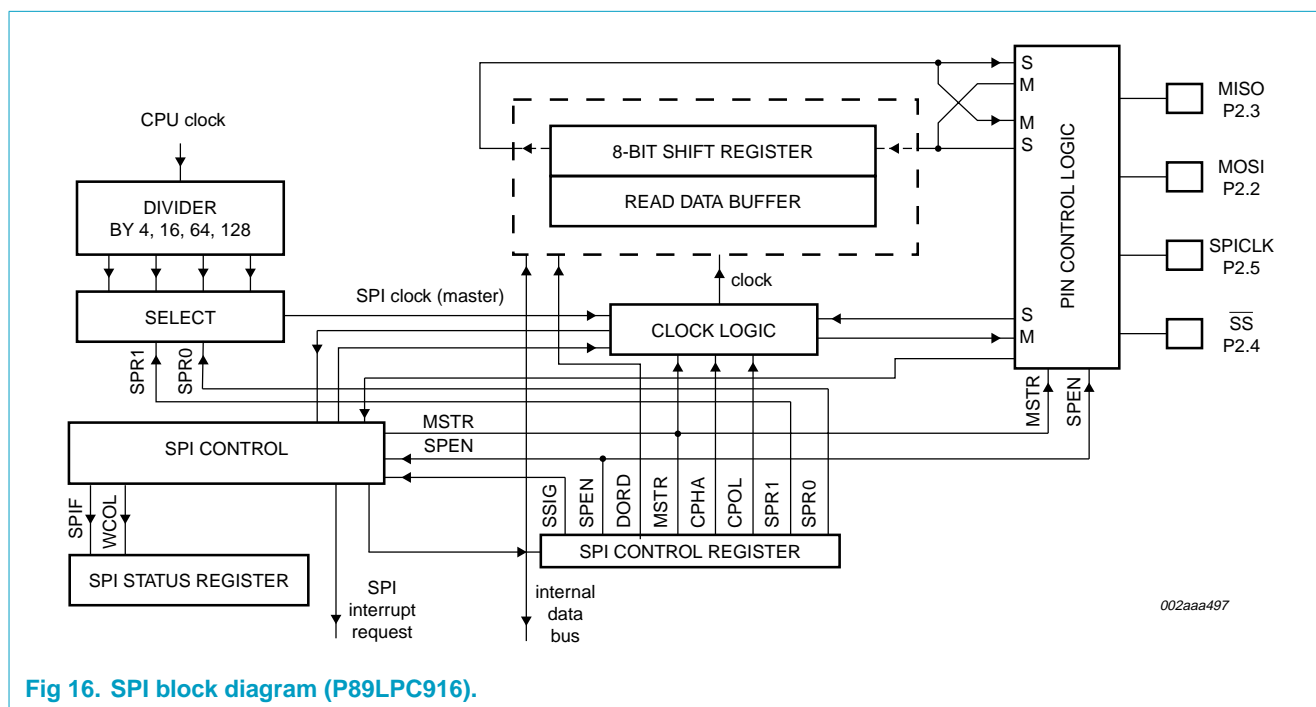 CPU clock
DIVIDER
BY 4, 16, 64, 128
SELECT
SPR1
SPR0
SPI clock (master)
8-BIT SHIFT REGISTER
READ DATA BUFFER
clock
CLOCK LOGIC
S
M
M
S
S
M
PIN CONTROL LOGIC
MISO
P2.3
MOSI
P2.2
SPICLK
P2.5
SS
P2.4
MSTR
SPEN
SPI CONTROL
MSTR
SPEN
SPIF
WCOL
SPI STATUS REGISTER
SSIG
SPEN
DORD
MSTR
CPHA
CPOL
SPR1
SPR0
SPI CONTROL REGISTER
SPI
interrupt
request
internal
data
bus
002aaa497
Fig 16. SPI block diagram (P89LPC916).